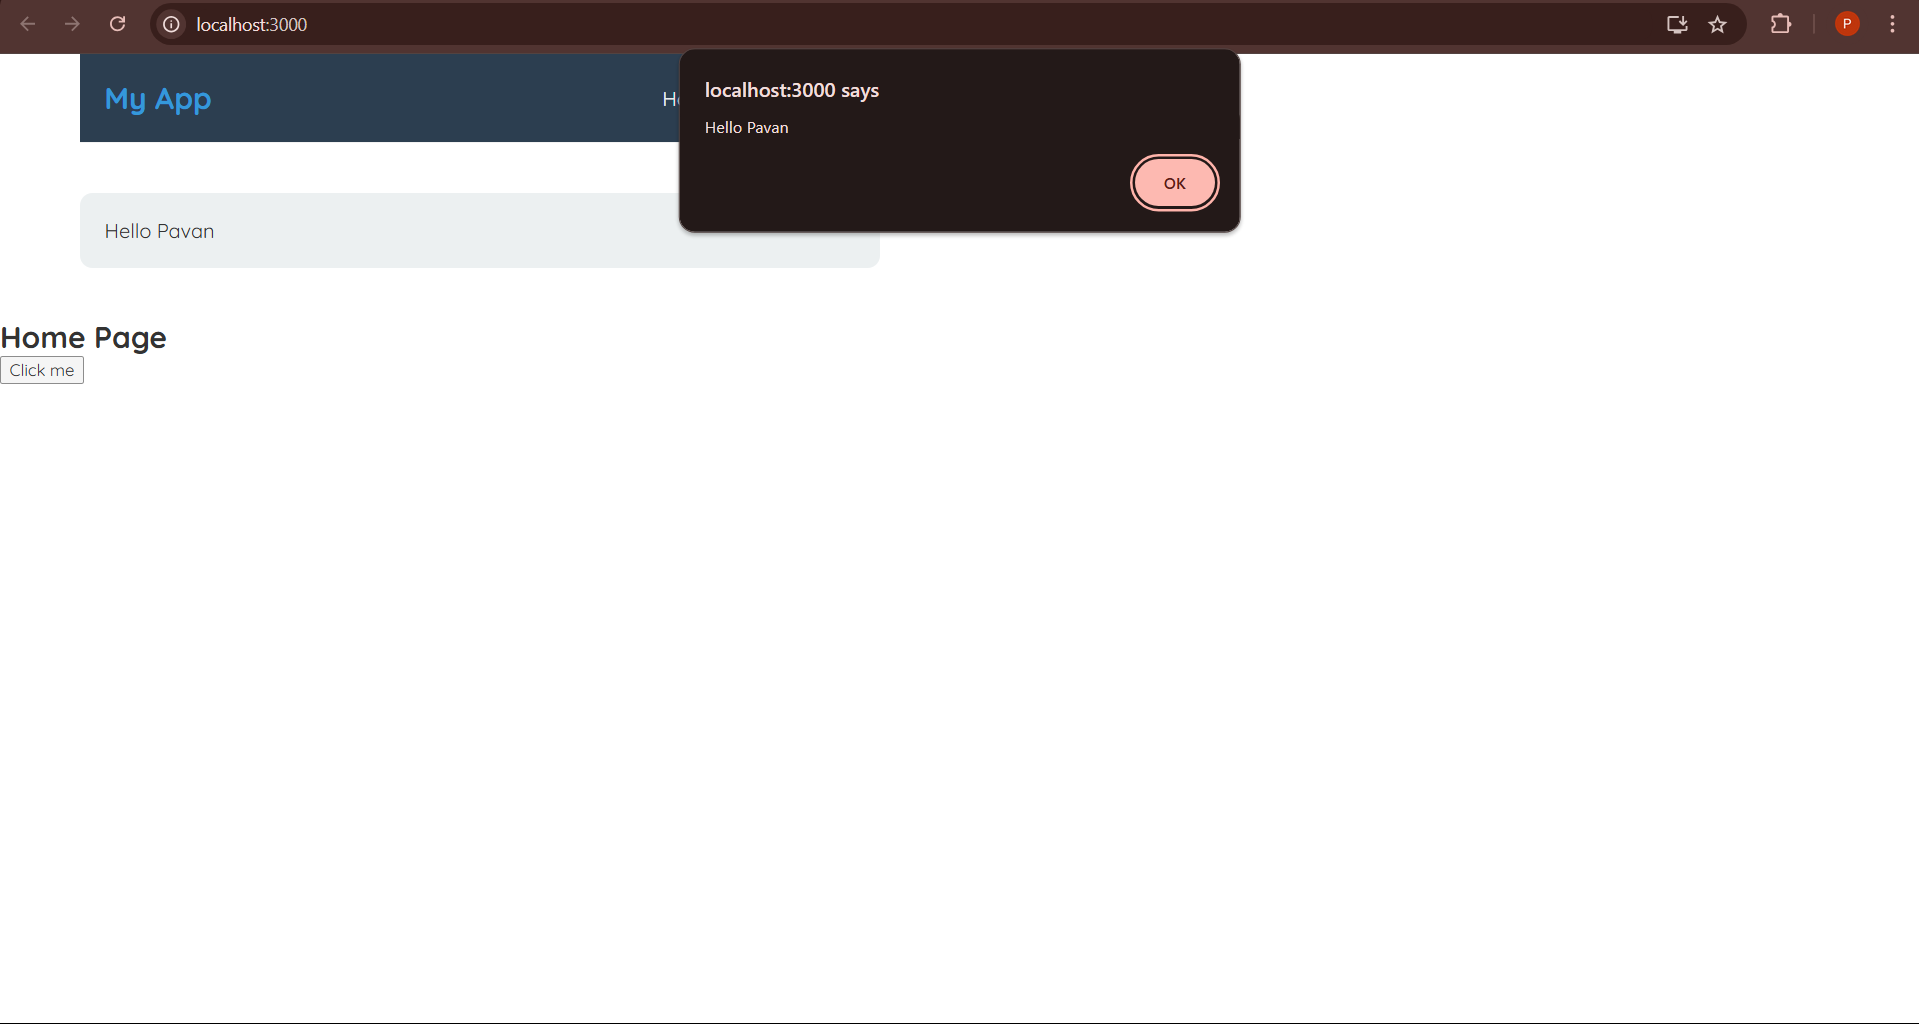 localhost:3000
P
My App
localhost:3000 says
Hello Pavan
OK
Hello Pavan
Home Page
Click me